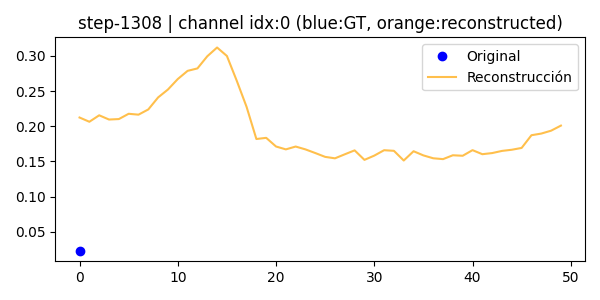 step-1308 | channel idx:0 (blue:GT, orange:reconstructed)
Original
Reconstrucción
0.30
0.25
0.20
0.15
0.10
0.05
0 10 20 30 40 50